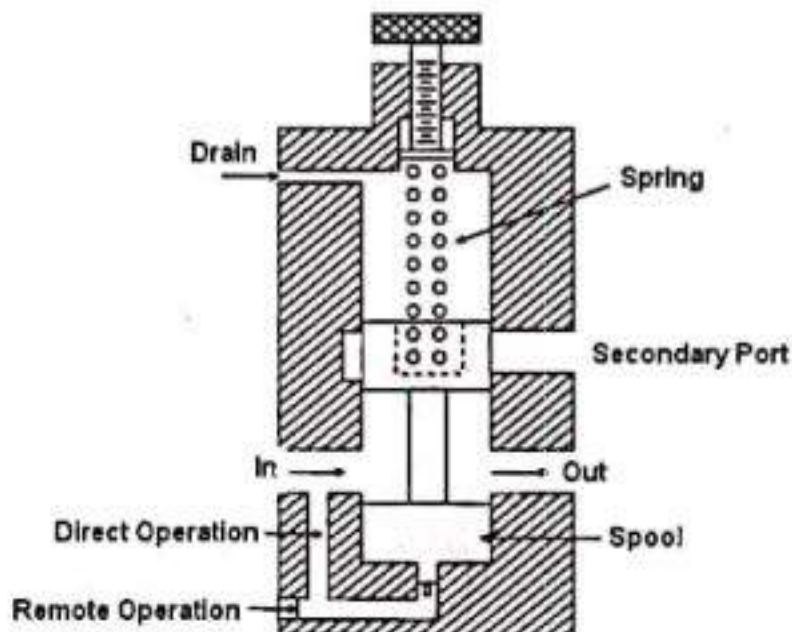 Drain
Spring
Secondary Port
In
Out
Direct Operation
Spool
Remote Operation